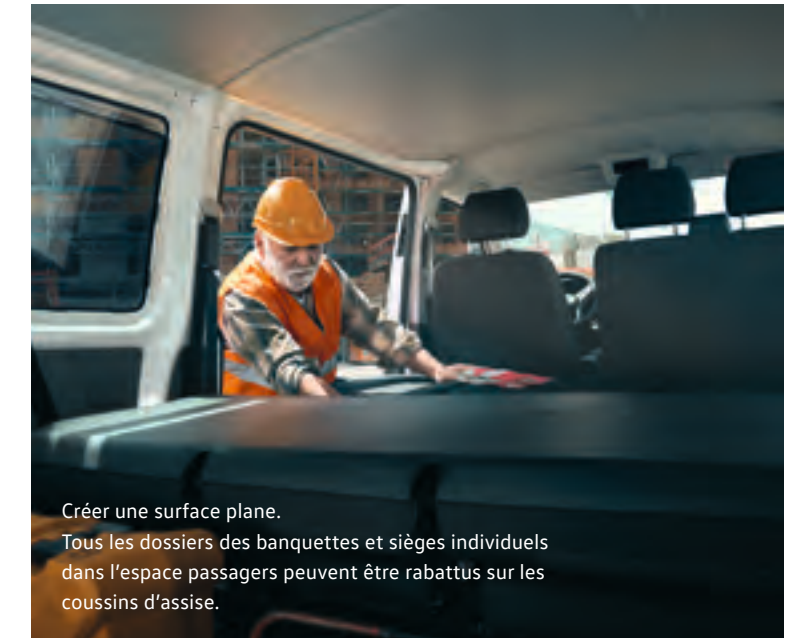 Créer une surface plane.
Tous les dossiers des banquettes et sièges individuels
dans l'espace passagers peuvent être rabattus sur les
coussins d'assise.